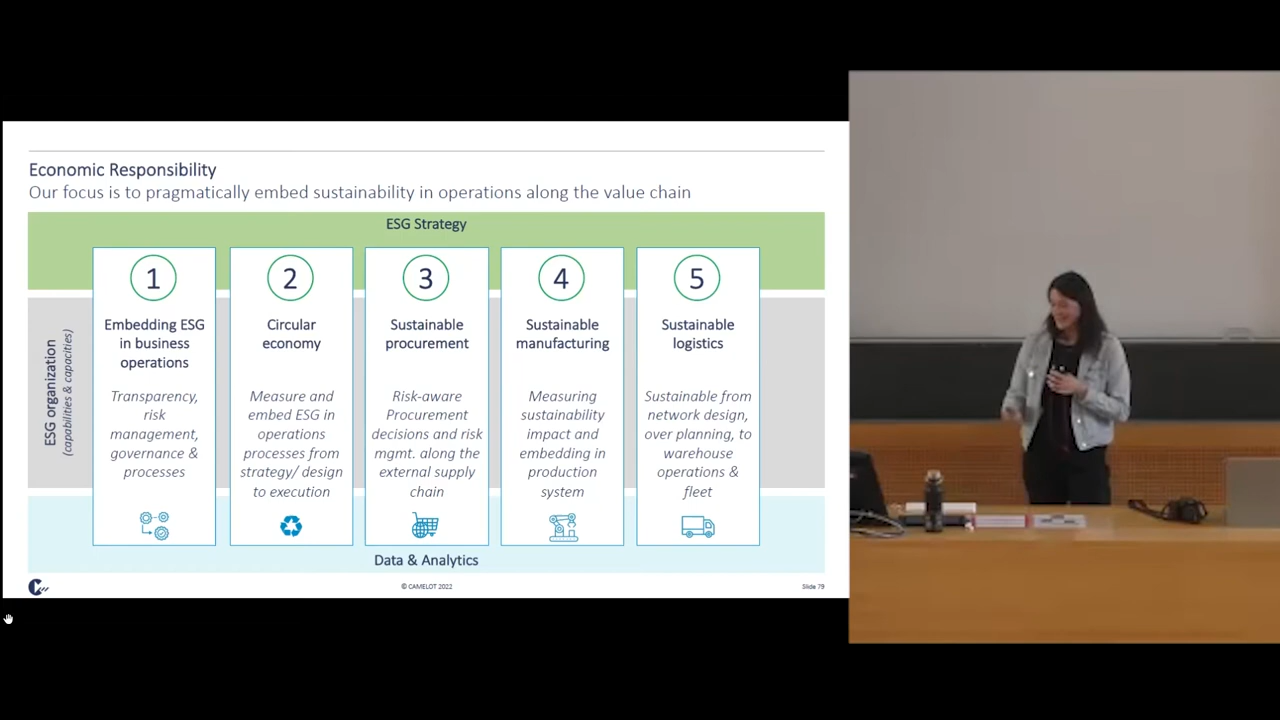 Economic Responsibility
Our focus is to pragmatically embed sustainability in operations along the value chain
ESG Strategy
ESG organization
(capabilities & capacities)
1
Embedding ESG
in business
operations
Transparency,
risk
management,
governance &
processes
2
Circular
economy
Measure and
embed ESG in
operations
processes from
strategy/ design
to execution
3
Sustainable
procurement
Risk-aware
Procurement
decisions and risk
mgmt. along the
external supply
chain
4
Sustainable
manufacturing
Measuring
sustainability
impact and
embedding in
production
system
5
Sustainable
logistics
Sustainable from
network design,
over planning, to
warehouse
operations &
fleet
Data & Analytics
© CAMELOT 2022
Slide 79